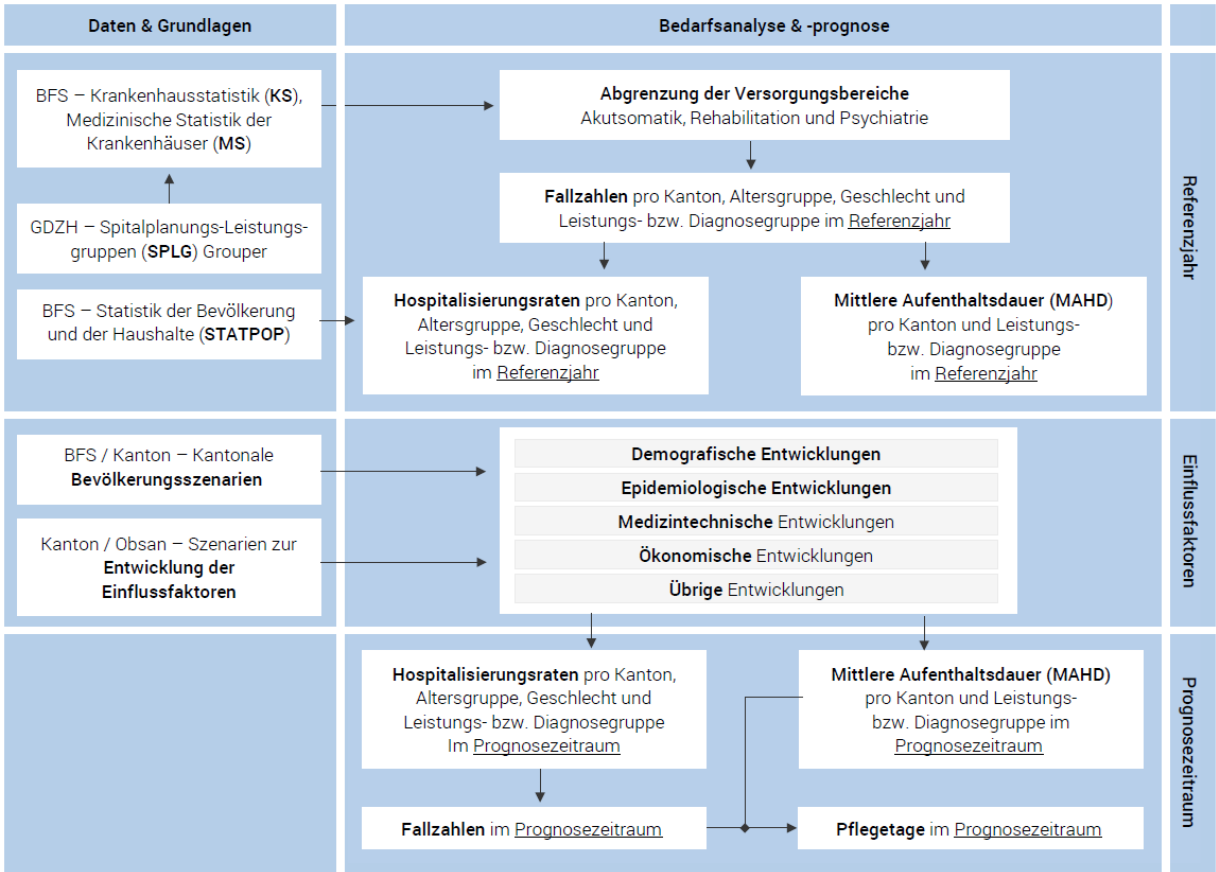 Daten & Grundlagen
Bedarfsanalyse & -prognose
BFS – Krankenhausstatistik (KS),
Medizinische Statistik der
Krankenhäuser (MS)
GDZH – Spitalplanungs-Leistungs-
gruppen (SPLG) Grouper
BFS – Statistik der Bevölkerung
und der Haushalte (STATPOP)
Abgrenzung der Versorgungsbereiche
Akutsomatik, Rehabilitation und Psychiatrie
Fallzahlen pro Kanton, Altersgruppe, Geschlecht und
Leistungs- bzw. Diagnosegruppe im Referenzjahr
Hospitalisierungsraten pro Kanton,
Altersgruppe, Geschlecht und
Leistungs- bzw. Diagnosegruppe
im Referenzjahr
Mittlere Aufenthaltsdauer (MAHD)
pro Kanton und Leistungs-
bzw. Diagnosegruppe
im Referenzjahr
Referenzjahr
BFS / Kanton – Kantonale
Bevölkerungsszenarien
Kanton / Obsan – Szenarien zur
Entwicklung der
Einflussfaktoren
Demografische Entwicklungen
Epidemiologische Entwicklungen
Medizintechnische Entwicklungen
Ökonomische Entwicklungen
Übrige Entwicklungen
Einflussfaktoren
Hospitalisierungsraten pro Kanton,
Altersgruppe, Geschlecht und
Leistungs- bzw. Diagnosegruppe
Im Prognosezeitraum
Mittlere Aufenthaltsdauer (MAHD)
pro Kanton und Leistungs-
bzw. Diagnosegruppe im
Prognosezeitraum
Fallzahlen im Prognosezeitraum
Pflegetage im Prognosezeitraum
Prognosezeitraum